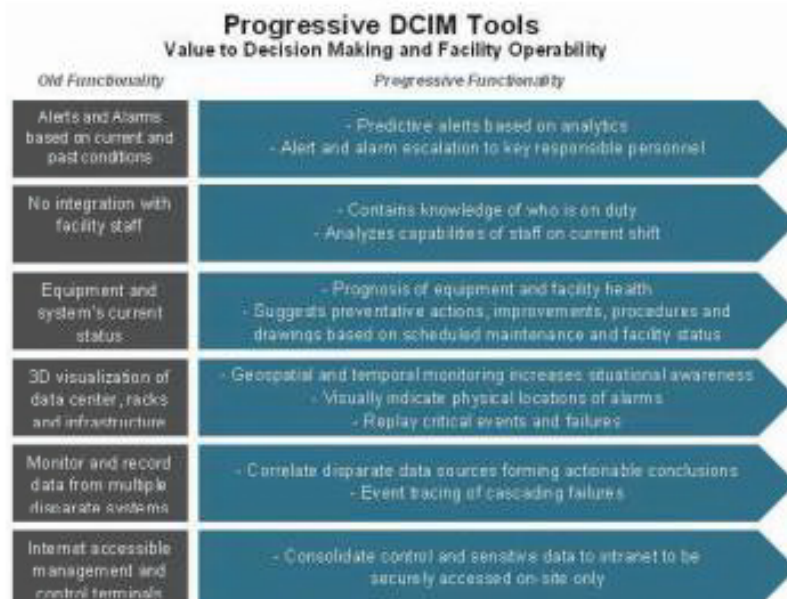 Progressive DCIM Tools
Value to Decision Making and Facility Operability
Old Functionality
Progressive Functionality
Alerts and Alarms
based on current and
past conditions
- Predictive alerts based on analytics
- Alert and alarm escalation to key responsible personnel
No integration with
facility staff
- Contains knowledge of who is on duty
- Analyzes capabilities of staff on current shift
Equipment and
system's current
status
- Prognosis of equipment and facility health
- Suggests preventative actions, improvements, procedures and
drawings based on scheduled maintenance and facility status
3D visualization of
data center, racks
and infrastructure
- Geospatial and temporal monitoring increases situational awareness
- Visually indicate physical locations of alarms
- Replay critical events and failures
Monitor and record
data from multiple
disparate systems
- Correlate disparate data sources forming actionable conclusions
- Event tracing of cascading failures
Internet accessible
management and
control terminals
- Consolidate control and sensitive data to intranet to be
securely accessed on-site only